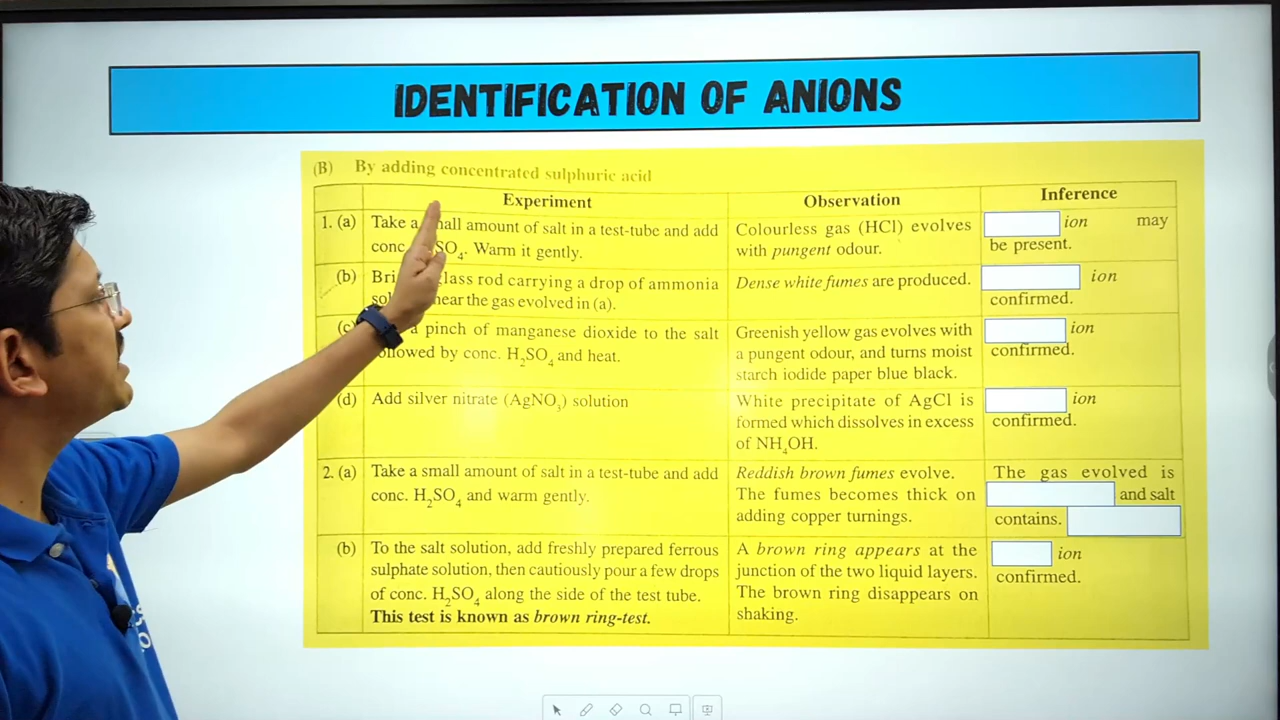 IDENTIFICATION OF ANIONS
(B) By adding concentrated sulphuric acid
Experiment
Observation
Inference
1. (a)
Take a small amount of salt in a test-tube and add
conc. SO₄. Warm it gently.
Colourless gas (HCl) evolves
with pungent odour.
ion may
be present.
(b)
glass rod carrying a drop of ammonia
near the gas evolved in (a).
Dense white fumes are produced.
ion
confirmed.
(c)
a pinch of manganese dioxide to the salt
followed by conc. H₂SO₄ and heat.
Greenish yellow gas evolves with
a pungent odour, and turns moist
starch iodide paper blue black.
ion
confirmed.
(d)
Add silver nitrate (AgNO₃) solution
White precipitate of AgCl is
formed which dissolves in excess
of NH₄OH.
ion
confirmed.
2. (a)
Take a small amount of salt in a test-tube and add
conc. H₂SO₄ and warm gently.
Reddish brown fumes evolve.
The fumes becomes thick on
adding copper turnings.
The gas evolved is
and salt
contains.
(b)
To the salt solution, add freshly prepared ferrous
sulphate solution, then cautiously pour a few drops
of conc. H₂SO₄ along the side of the test tube.
This test is known as brown ring-test.
A brown ring appears at the
junction of the two liquid layers.
The brown ring disappears on
shaking.
ion
confirmed.